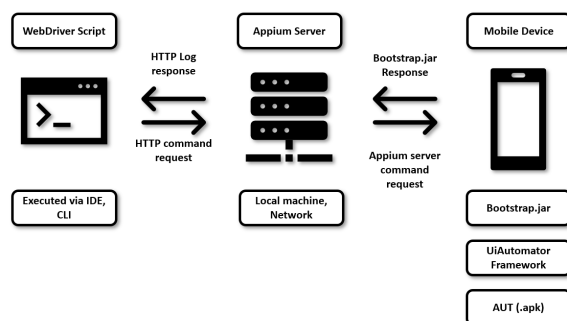 WebDriver Script
Appium Server
Mobile Device
HTTP Log
response
HTTP command
request
Bootstrap.jar
Response
Appium server
command
request
Executed via IDE,
CLI
Local machine,
Network
Bootstrap.jar
UiAutomator
Framework
AUT (.apk)